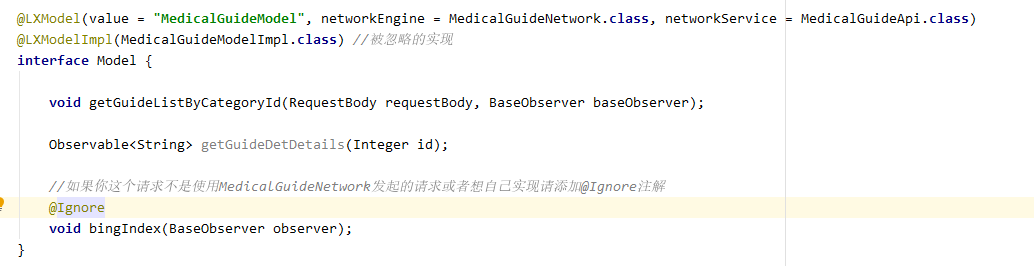 @LXModel(value = "MedicalGuideModel", networkEngine = MedicalGuideNetwork.class, networkService = MedicalGuideApi.class)
@LXModelImpl(MedicalGuideModelImpl.class) //被忽略的实现
interface Model {
void getGuideListByCategoryId(RequestBody requestBody, BaseObserver baseObserver);
Observable<String> getGuideDetDetails(Integer id);
//如果你这个请求不是使用MedicalGuideNetwork发起的请求或者想自己实现请添加@Ignore注解
@Ignore
void bingIndex(BaseObserver observer);
}